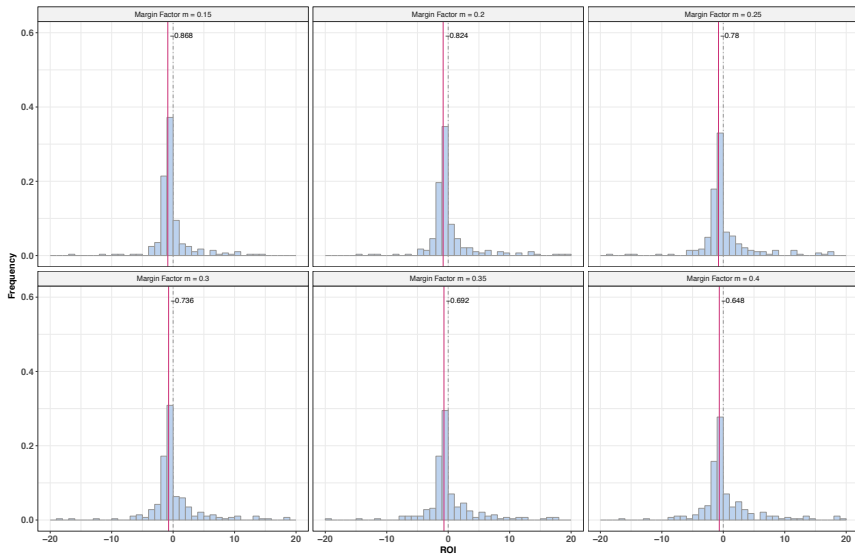 Margin Factor m = 0.15
Margin Factor m = 0.2
Margin Factor m = 0.25
0.6
−0.868
−0.824
−0.78
0.4
0.2
0.0
Margin Factor m = 0.3
Margin Factor m = 0.35
Margin Factor m = 0.4
0.6
−0.736
−0.692
−0.648
0.4
0.2
0.0
−20 −10 0 10 20 −20 −10 0 10 20 −20 −10 0 10 20
Frequency
ROI